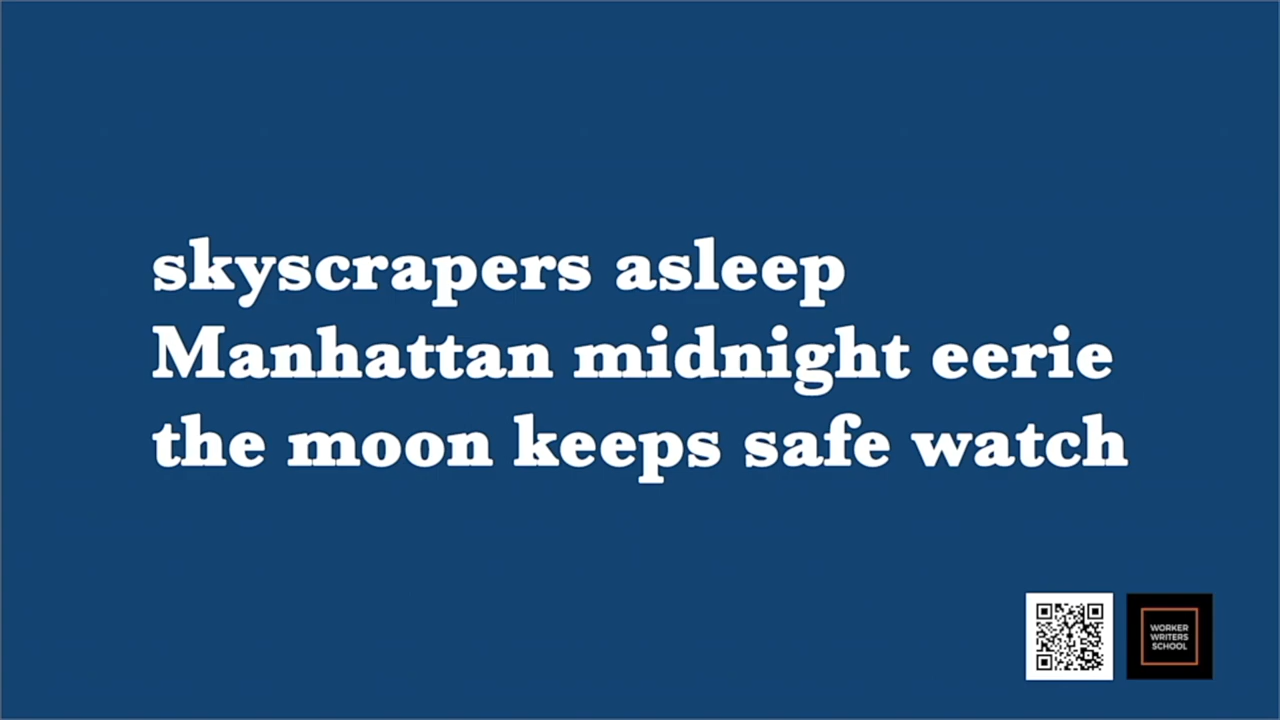 skyscrapers asleep
Manhattan midnight eerie
the moon keeps safe watch
WORKER
WRITERS
SCHOOL